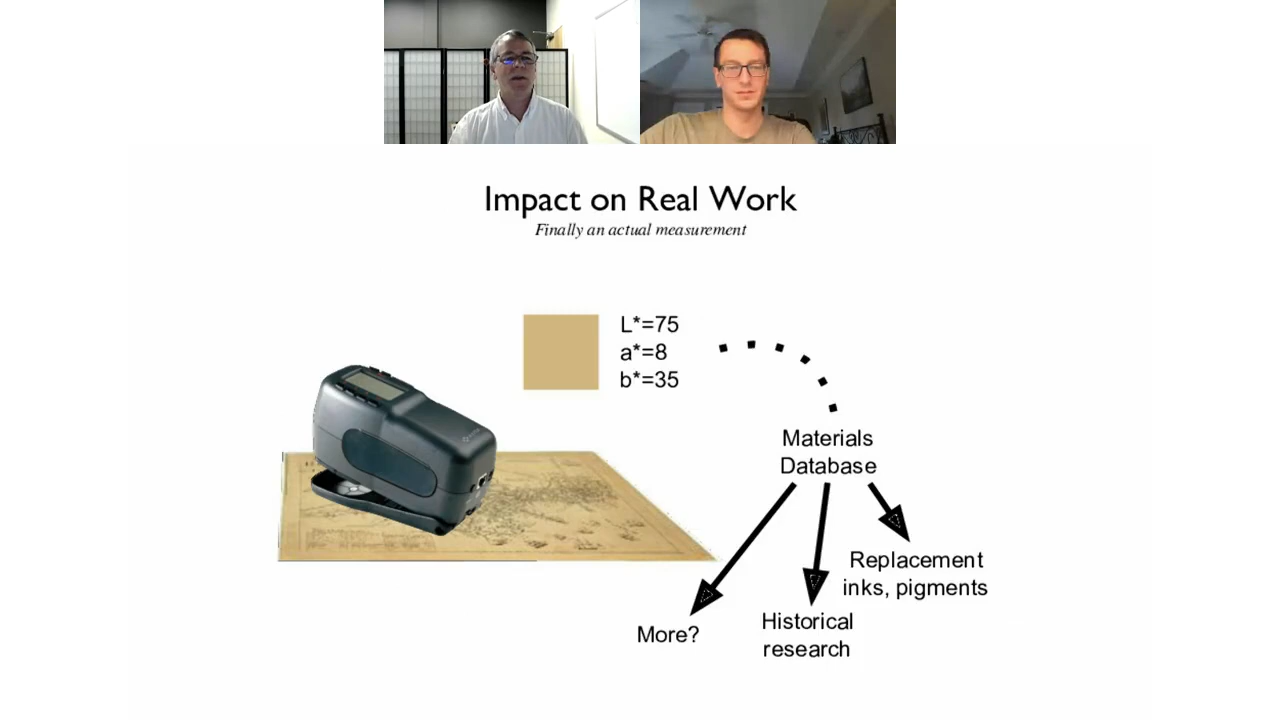 Impact on Real Work
Finally an actual measurement
L*=75
a*=8
b*=35
Materials
Database
Replacement
inks, pigments
More?
Historical
research